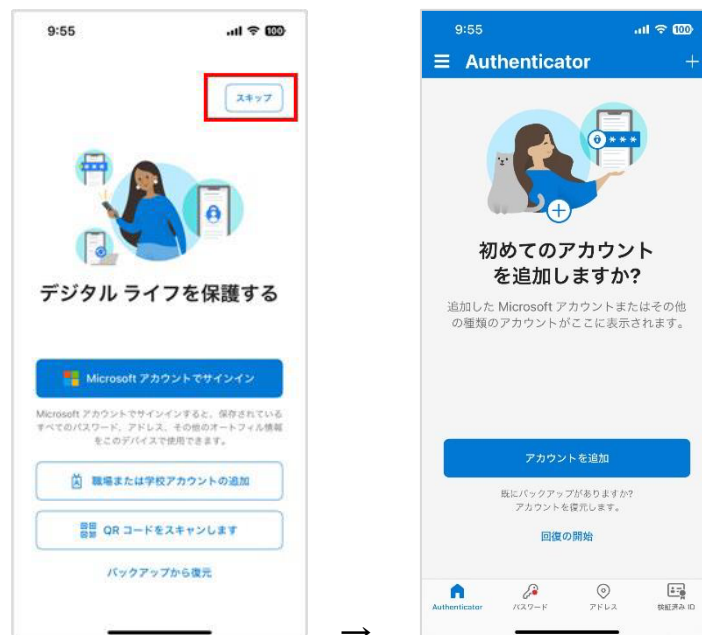 9:55
100
スキップ
デジタル ライフを保護する
Microsoft アカウントでサインイン
Microsoft アカウントでサインインすると、保存されている
すべてのパスワード、アドレス、その他のオートフィル情報
をこのデバイスで使用できます。
職場または学校アカウントの追加
QR コードをスキャンします
バックアップから復元
→
9:55
100
Authenticator
初めてのアカウント
を追加しますか?
追加した Microsoft アカウントまたはその他
の種類のアカウントがここに表示されます。
アカウントを追加
既にバックアップがありますか?
アカウントを復元します。
回復の開始
Authenticator
パスワード
アドレス
検証済み ID